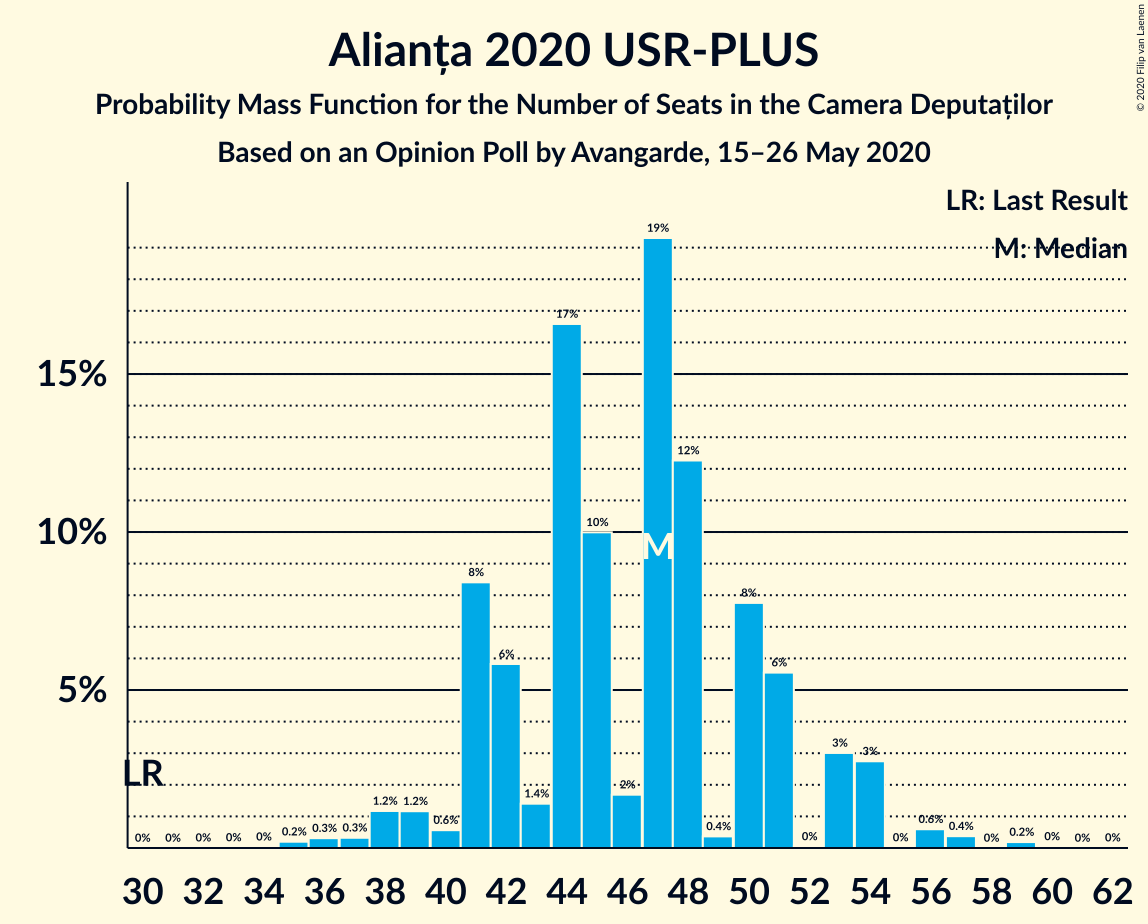 Alianța 2020 USR-PLUS
Probability Mass Function for the Number of Seats in the Camera Deputaților
Based on an Opinion Poll by Avangarde, 15–26 May 2020
© 2020 Filip van Laenen
LR: Last Result
M: Median
15%
10%
5%
LR
M
0% 0% 0% 0% 0% 0.2% 0.3% 0.3% 1.2% 1.2% 0.6% 8% 6% 1.4% 17% 10% 2% 19% 12% 0.4% 8% 6% 0% 3% 3% 0% 0.6% 0.4% 0% 0.2% 0% 0% 0%
30 32 34 36 38 40 42 44 46 48 50 52 54 56 58 60 62